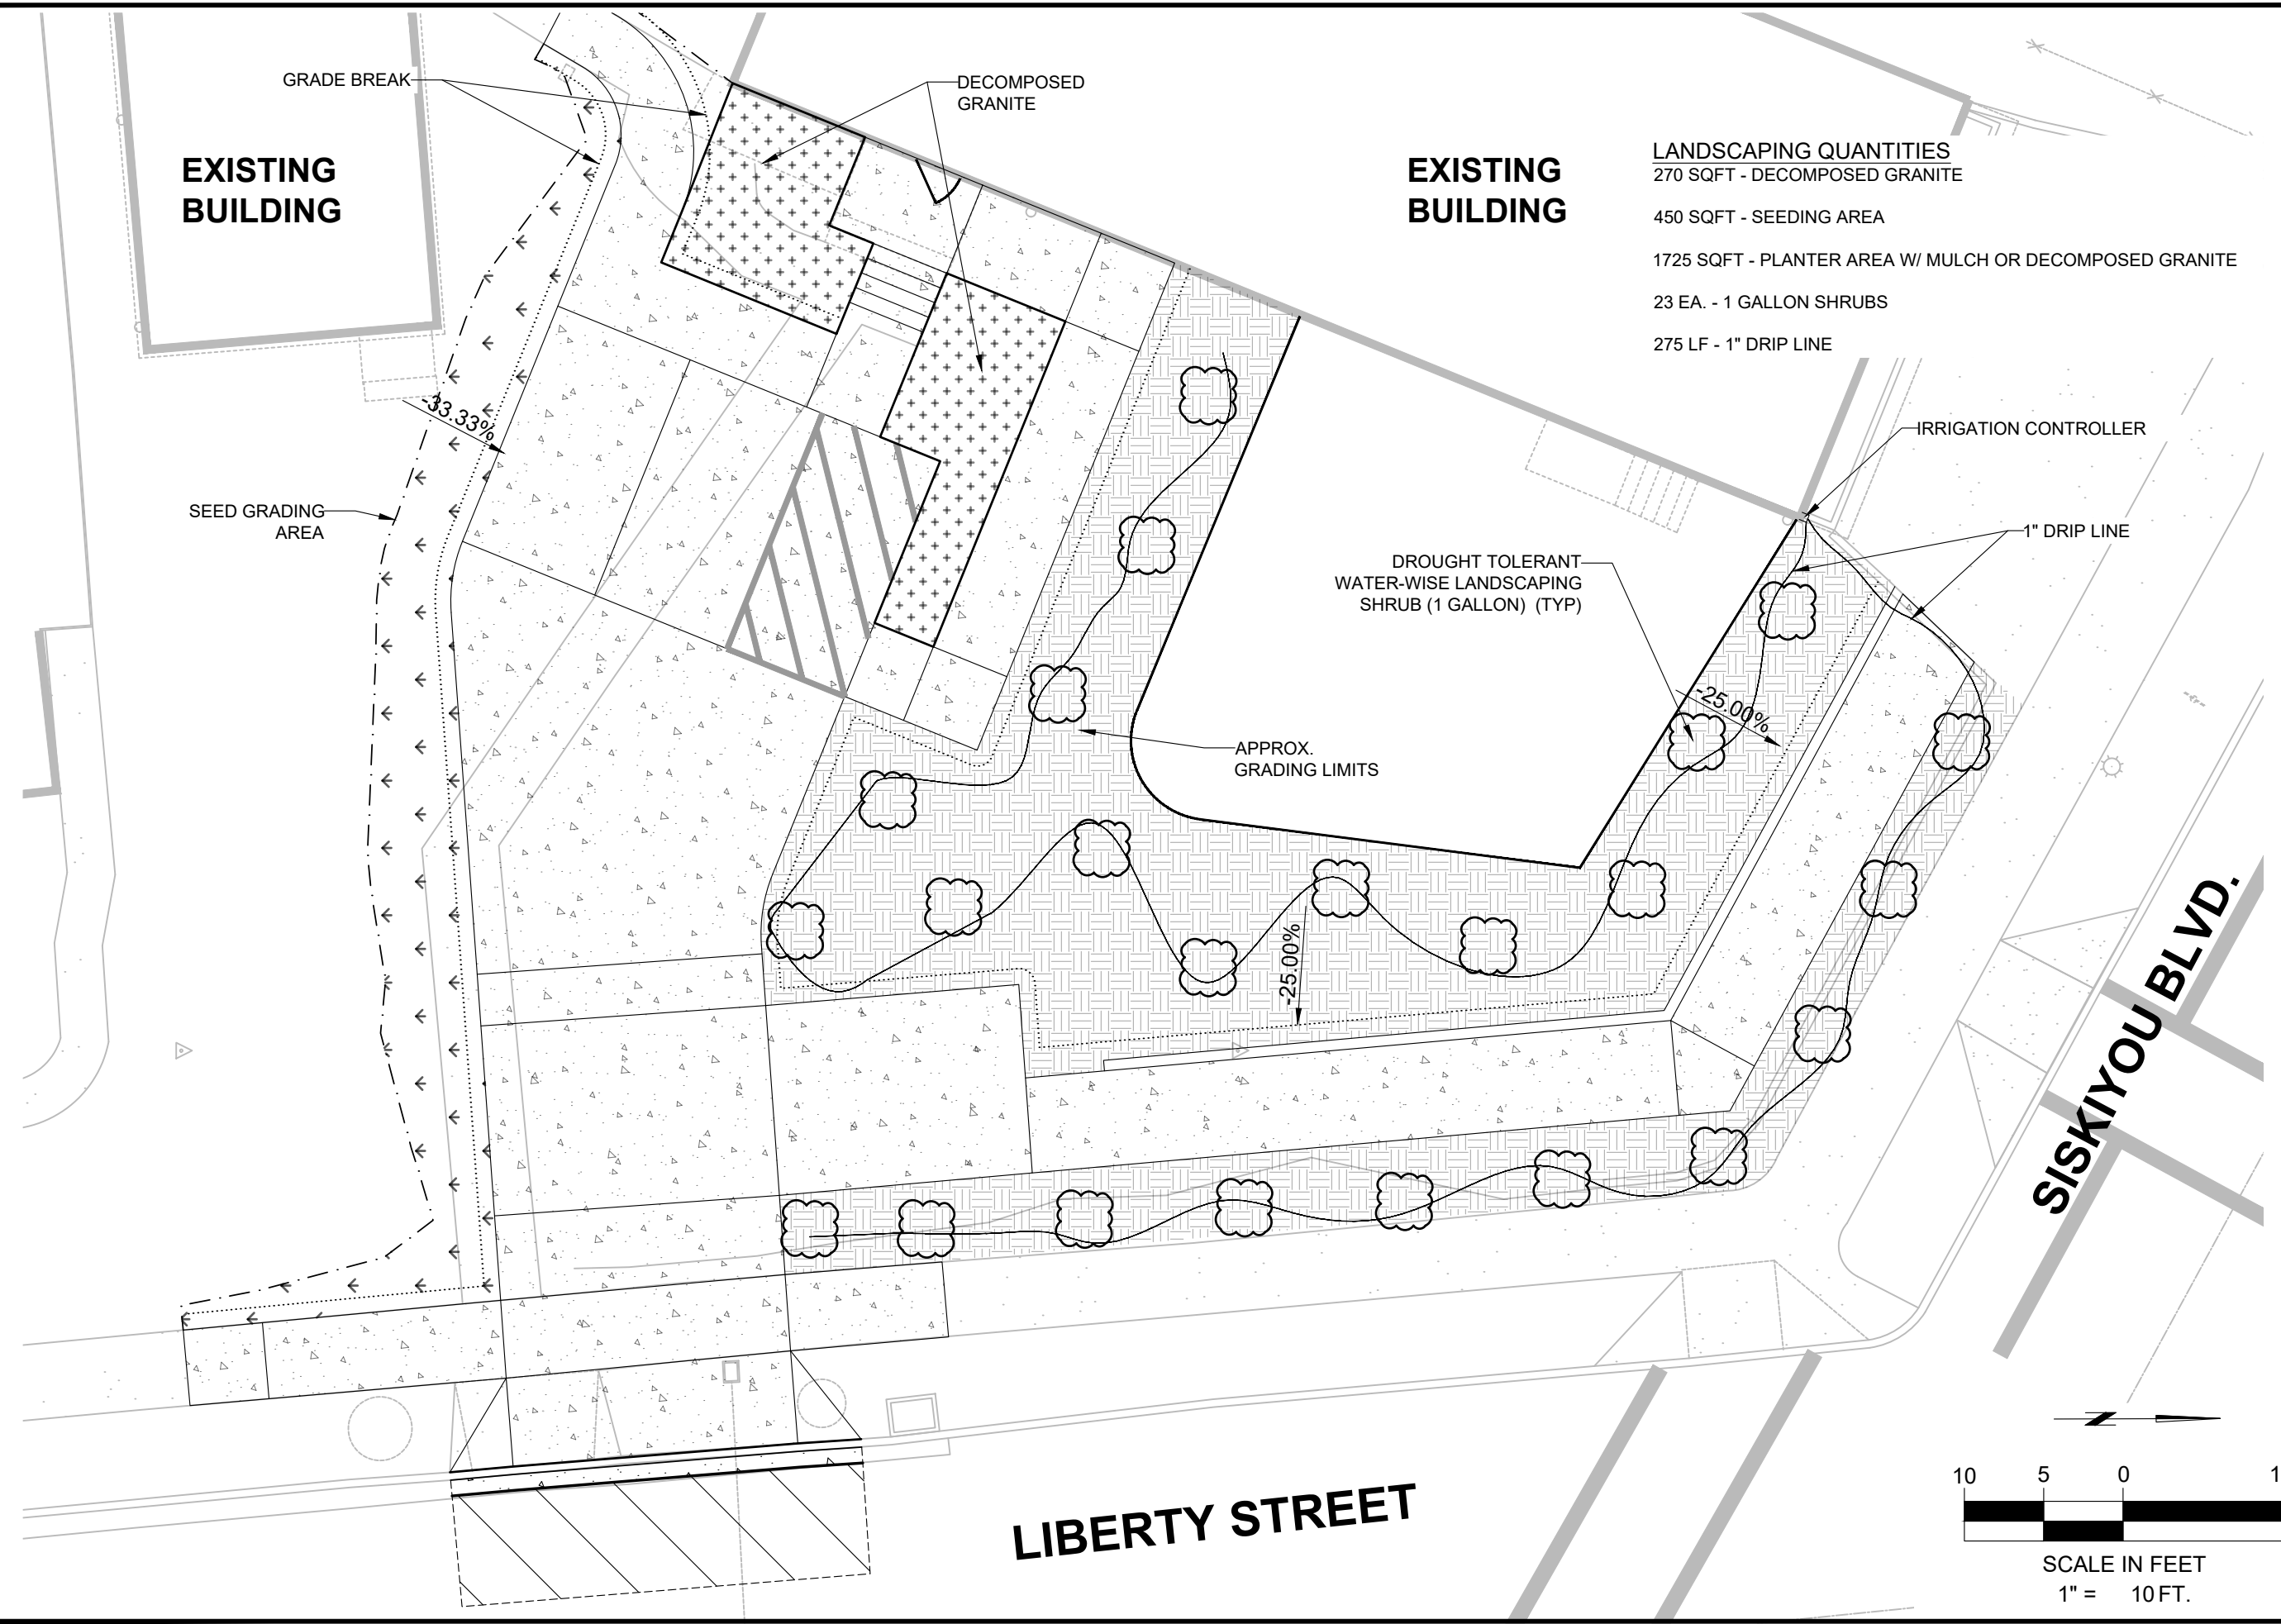 GRADE BREAK
DECOMPOSED
GRANITE
EXISTING
BUILDING
EXISTING
BUILDING
LANDSCAPING QUANTITIES
270 SQFT - DECOMPOSED GRANITE
450 SQFT - SEEDING AREA
1725 SQFT - PLANTER AREA W/ MULCH OR DECOMPOSED GRANITE
23 EA. - 1 GALLON SHRUBS
275 LF - 1" DRIP LINE
-33.33%
IRRIGATION CONTROLLER
SEED GRADING
AREA
1" DRIP LINE
DROUGHT TOLERANT
WATER-WISE LANDSCAPING
SHRUB (1 GALLON) (TYP)
-25.00%
APPROX.
GRADING LIMITS
-25.00%
SISKIYOU BLVD.
LIBERTY STREET
N
10 5 0 1
SCALE IN FEET
1" = 10 FT.